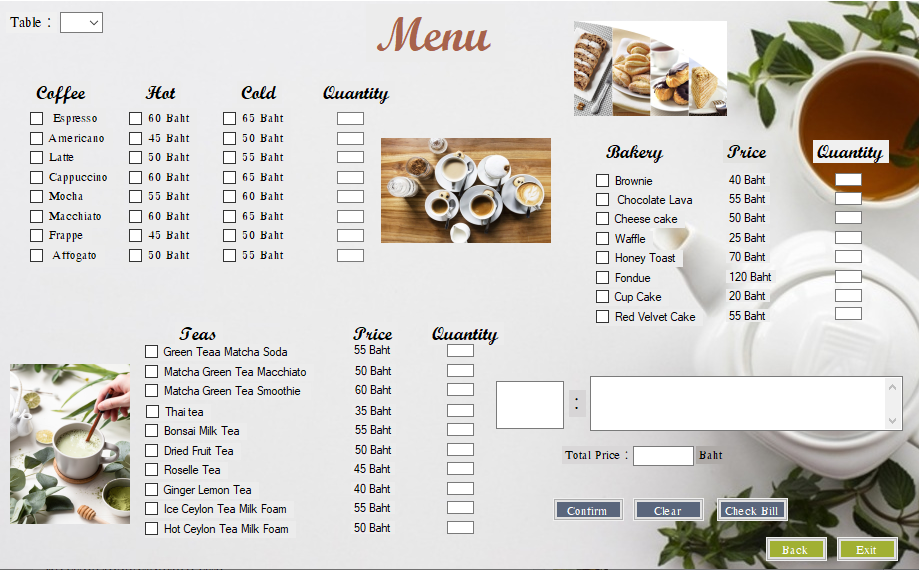 Table :
Menu
Coffee Hot Cold Quantity
Espresso 60 Baht 65 Baht
Americano 45 Baht 50 Baht
Latte 50 Baht 55 Baht
Cappuccino 60 Baht 65 Baht
Mocha 55 Baht 60 Baht
Macchiato 60 Baht 65 Baht
Frappe 45 Baht 50 Baht
Affogato 50 Baht 55 Baht
Bakery Price Quantity
Brownie 40 Baht
Chocolate Lava 55 Baht
Cheese cake 50 Baht
Waffle 25 Baht
Honey Toast 70 Baht
Fondue 120 Baht
Cup Cake 20 Baht
Red Velvet Cake 55 Baht
Teas Price Quantity
Green Teaa Matcha Soda 55 Baht
Matcha Green Tea Macchiato 50 Baht
Matcha Green Tea Smoothie 60 Baht
Thai tea 35 Baht
Bonsai Milk Tea 55 Baht
Dried Fruit Tea 50 Baht
Roselle Tea 45 Baht
Ginger Lemon Tea 40 Baht
Ice Ceylon Tea Milk Foam 55 Baht
Hot Ceylon Tea Milk Foam 50 Baht
:
Total Price : Baht
Confirm Clear Check Bill
Back Exit